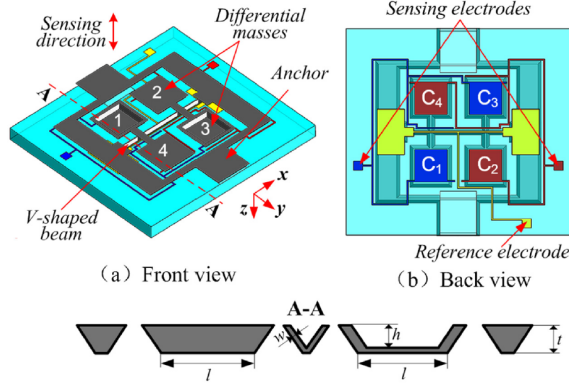 Sensing
direction
Differential
masses
Anchor
A
1
2
3
4
A
V-shaped
beam
x
y
z
(a) Front view
Sensing electrodes
C4
C3
C1
C2
Reference electrode
(b) Back view
A-A
w
h
t
l
l